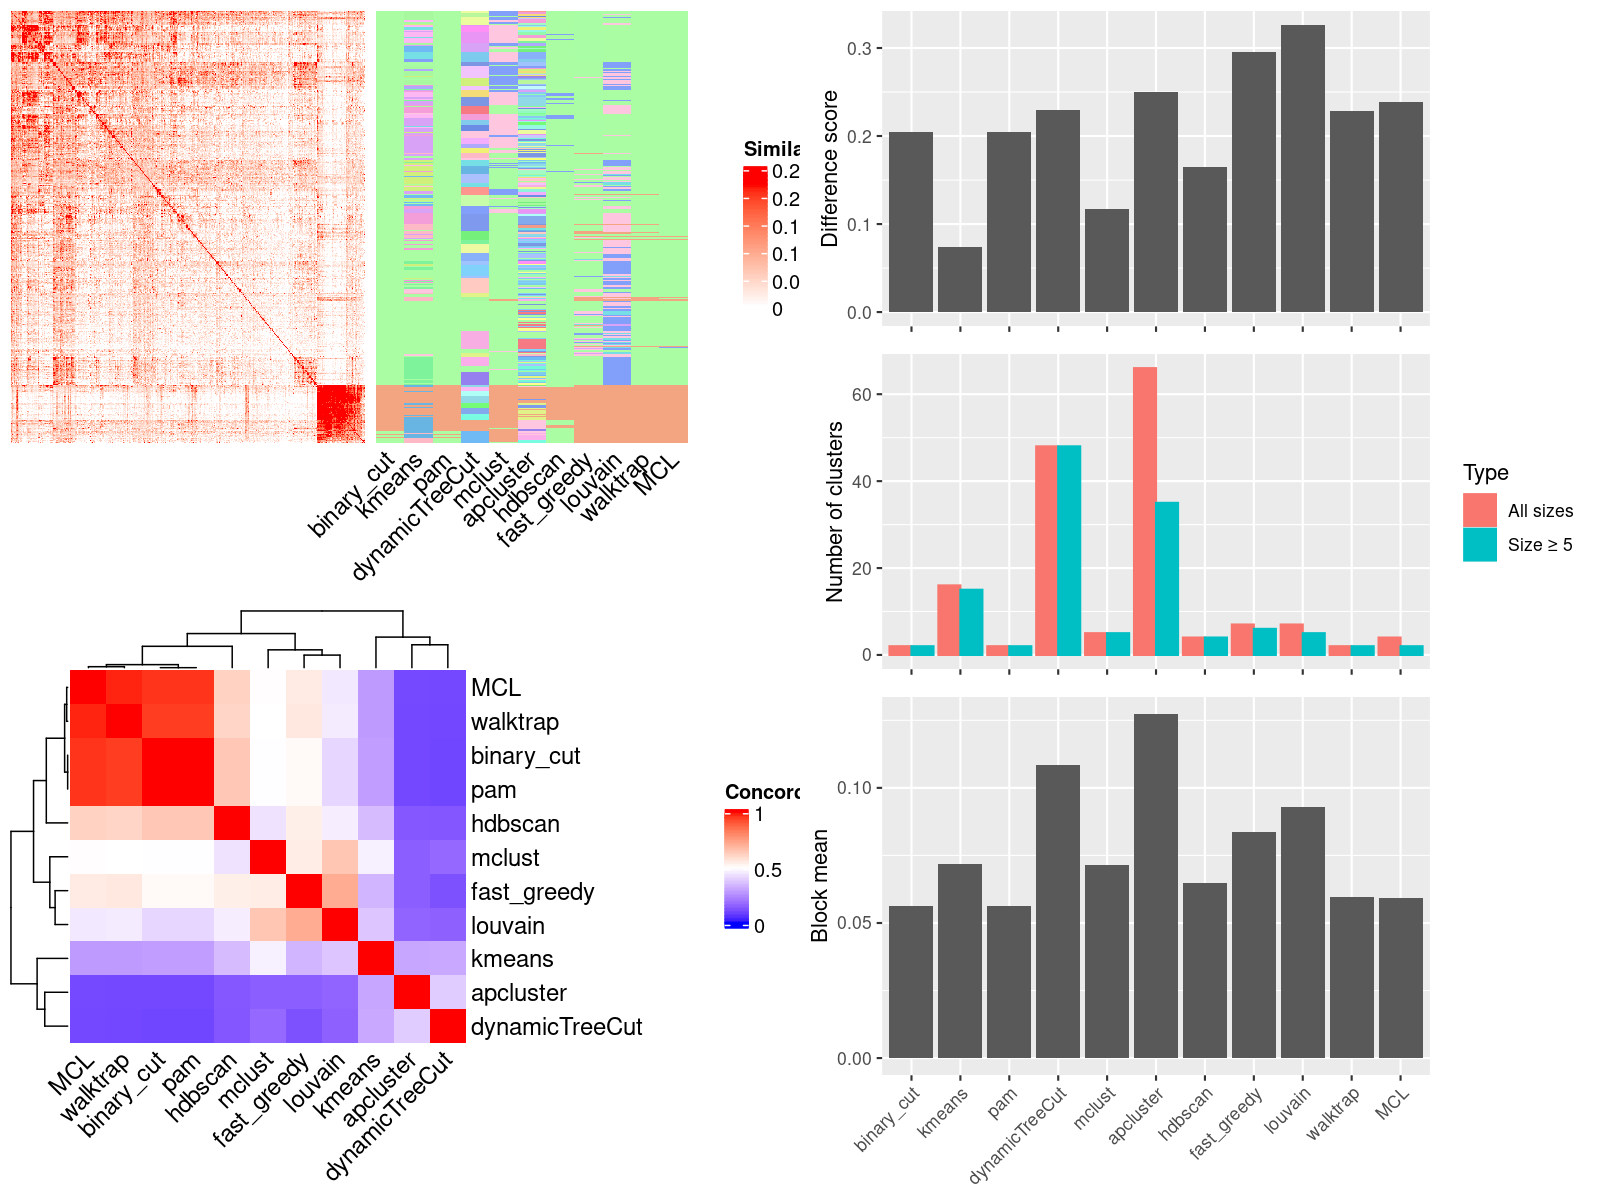 Simila
0.2
0.2
0.1
0.1
0.0
0
binary_cut
kmeans
pam
dynamicTreeCut
mclust
apcluster
hdbscan
fast_greedy
louvain
walktrap
MCL
MCL
walktrap
binary_cut
pam
hdbscan
mclust
fast_greedy
louvain
kmeans
apcluster
dynamicTreeCut
MCL
walktrap
binary_cut
pam
hdbscan
mclust
fast_greedy
louvain
kmeans
apcluster
dynamicTreeCut
Concord
1
0.5
0
Difference score
0.3
0.2
0.1
0.0
Number of clusters
60
40
20
0
Type
All sizes
Size ≥ 5
Block mean
0.10
0.05
0.00
binary_cut
kmeans
pam
dynamicTreeCut
mclust
apcluster
hdbscan
fast_greedy
louvain
walktrap
MCL